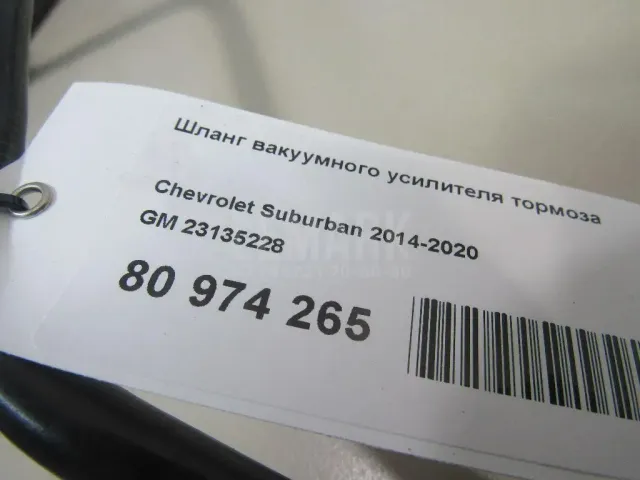 Шланг вакуумного усилителя тормоза
Chevrolet Suburban 2014-2020
GM 23135228
80 974 265